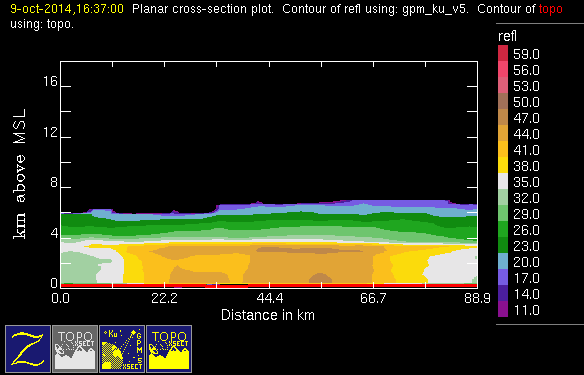 9-oct-2014,16:37:00 Planar cross-section plot. Contour of refl using: gpm_ku_v5. Contour of topo
using: topo.
refl
59.0
56.0
53.0
50.0
47.0
44.0
41.0
38.0
35.0
32.0
29.0
26.0
23.0
20.0
17.0
14.0
11.0
16
12
8
4
0
km above MSL
0.0 22.2 44.4 66.7 88.9
Distance in km
Z
TOPO
XSECT
"Ku"
GPM
XSECT
TOPO
XSECT